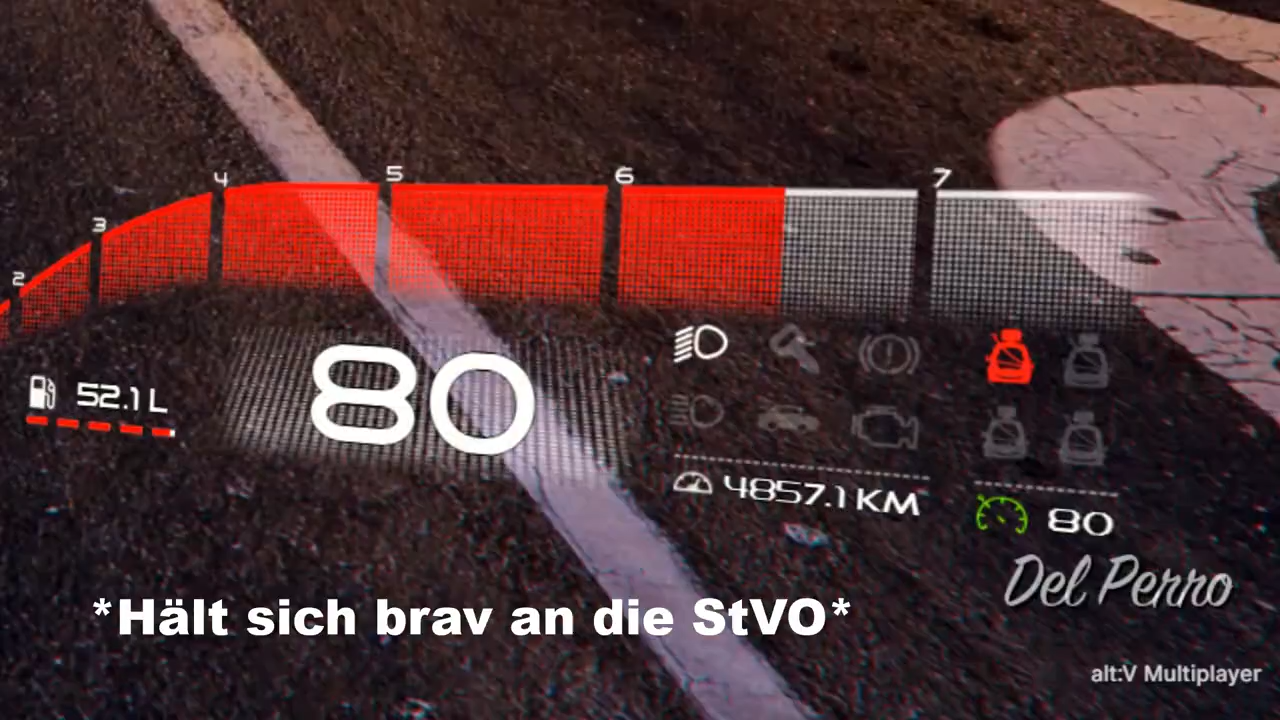 2 3 4 5 6 7
52.1 L
80
4857.1 KM
80
Del Perro
*Hält sich brav an die StVO*
alt:V Multiplayer